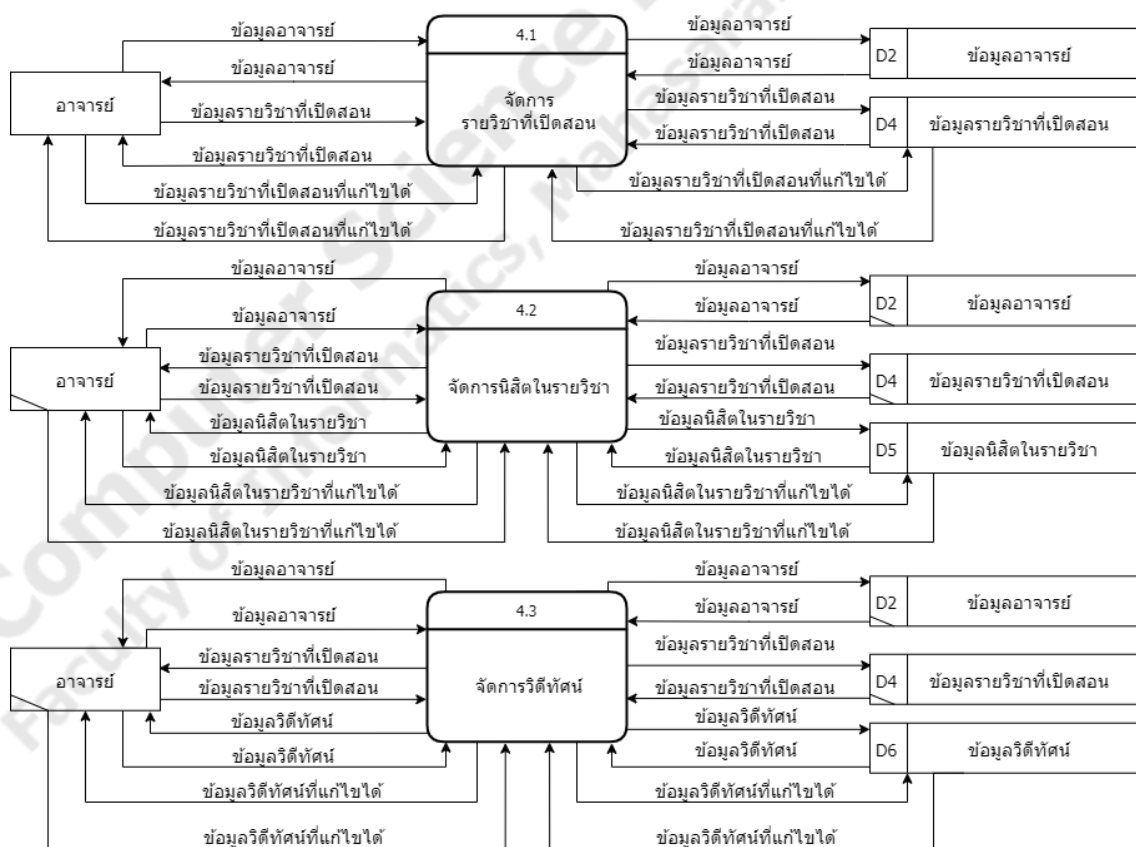 ข้อมูลอาจารย์
4.1
ข้อมูลอาจารย์
D2
ข้อมูลอาจารย์
ข้อมูลอาจารย์
ข้อมูลอาจารย์
อาจารย์
ข้อมูลรายวิชาที่เปิดสอน
จัดการ
รายวิชาที่เปิดสอน
ข้อมูลรายวิชาที่เปิดสอน
D4
ข้อมูลรายวิชาที่เปิดสอน
ข้อมูลรายวิชาที่เปิดสอน
ข้อมูลรายวิชาที่เปิดสอน
ข้อมูลรายวิชาที่เปิดสอนที่แก้ไขได้
ข้อมูลรายวิชาที่เปิดสอนที่แก้ไขได้
ข้อมูลรายวิชาที่เปิดสอนที่แก้ไขได้
ข้อมูลรายวิชาที่เปิดสอนที่แก้ไขได้
ข้อมูลอาจารย์
4.2
ข้อมูลอาจารย์
D2
ข้อมูลอาจารย์
ข้อมูลอาจารย์
ข้อมูลอาจารย์
ข้อมูลรายวิชาที่เปิดสอน
ข้อมูลรายวิชาที่เปิดสอน
อาจารย์
ข้อมูลรายวิชาที่เปิดสอน
จัดการนิสิตในรายวิชา
ข้อมูลรายวิชาที่เปิดสอน
D4
ข้อมูลรายวิชาที่เปิดสอน
ข้อมูลนิสิตในรายวิชา
ข้อมูลนิสิตในรายวิชา
ข้อมูลนิสิตในรายวิชา
ข้อมูลนิสิตในรายวิชา
D5
ข้อมูลนิสิตในรายวิชา
ข้อมูลนิสิตในรายวิชาที่แก้ไขได้
ข้อมูลนิสิตในรายวิชาที่แก้ไขได้
ข้อมูลนิสิตในรายวิชาที่แก้ไขได้
ข้อมูลนิสิตในรายวิชาที่แก้ไขได้
ข้อมูลอาจารย์
4.3
ข้อมูลอาจารย์
D2
ข้อมูลอาจารย์
ข้อมูลอาจารย์
ข้อมูลอาจารย์
ข้อมูลรายวิชาที่เปิดสอน
ข้อมูลรายวิชาที่เปิดสอน
อาจารย์
ข้อมูลรายวิชาที่เปิดสอน
จัดการวิดีทัศน์
ข้อมูลรายวิชาที่เปิดสอน
D4
ข้อมูลรายวิชาที่เปิดสอน
ข้อมูลวิดีทัศน์
ข้อมูลวิดีทัศน์
ข้อมูลวิดีทัศน์
ข้อมูลวิดีทัศน์
D6
ข้อมูลวิดีทัศน์
ข้อมูลวิดีทัศน์ที่แก้ไขได้
ข้อมูลวิดีทัศน์ที่แก้ไขได้
ข้อมูลวิดีทัศน์ที่แก้ไขได้
ข้อมูลวิดีทัศน์ที่แก้ไขได้
Computer Science
Faculty of Informatics,